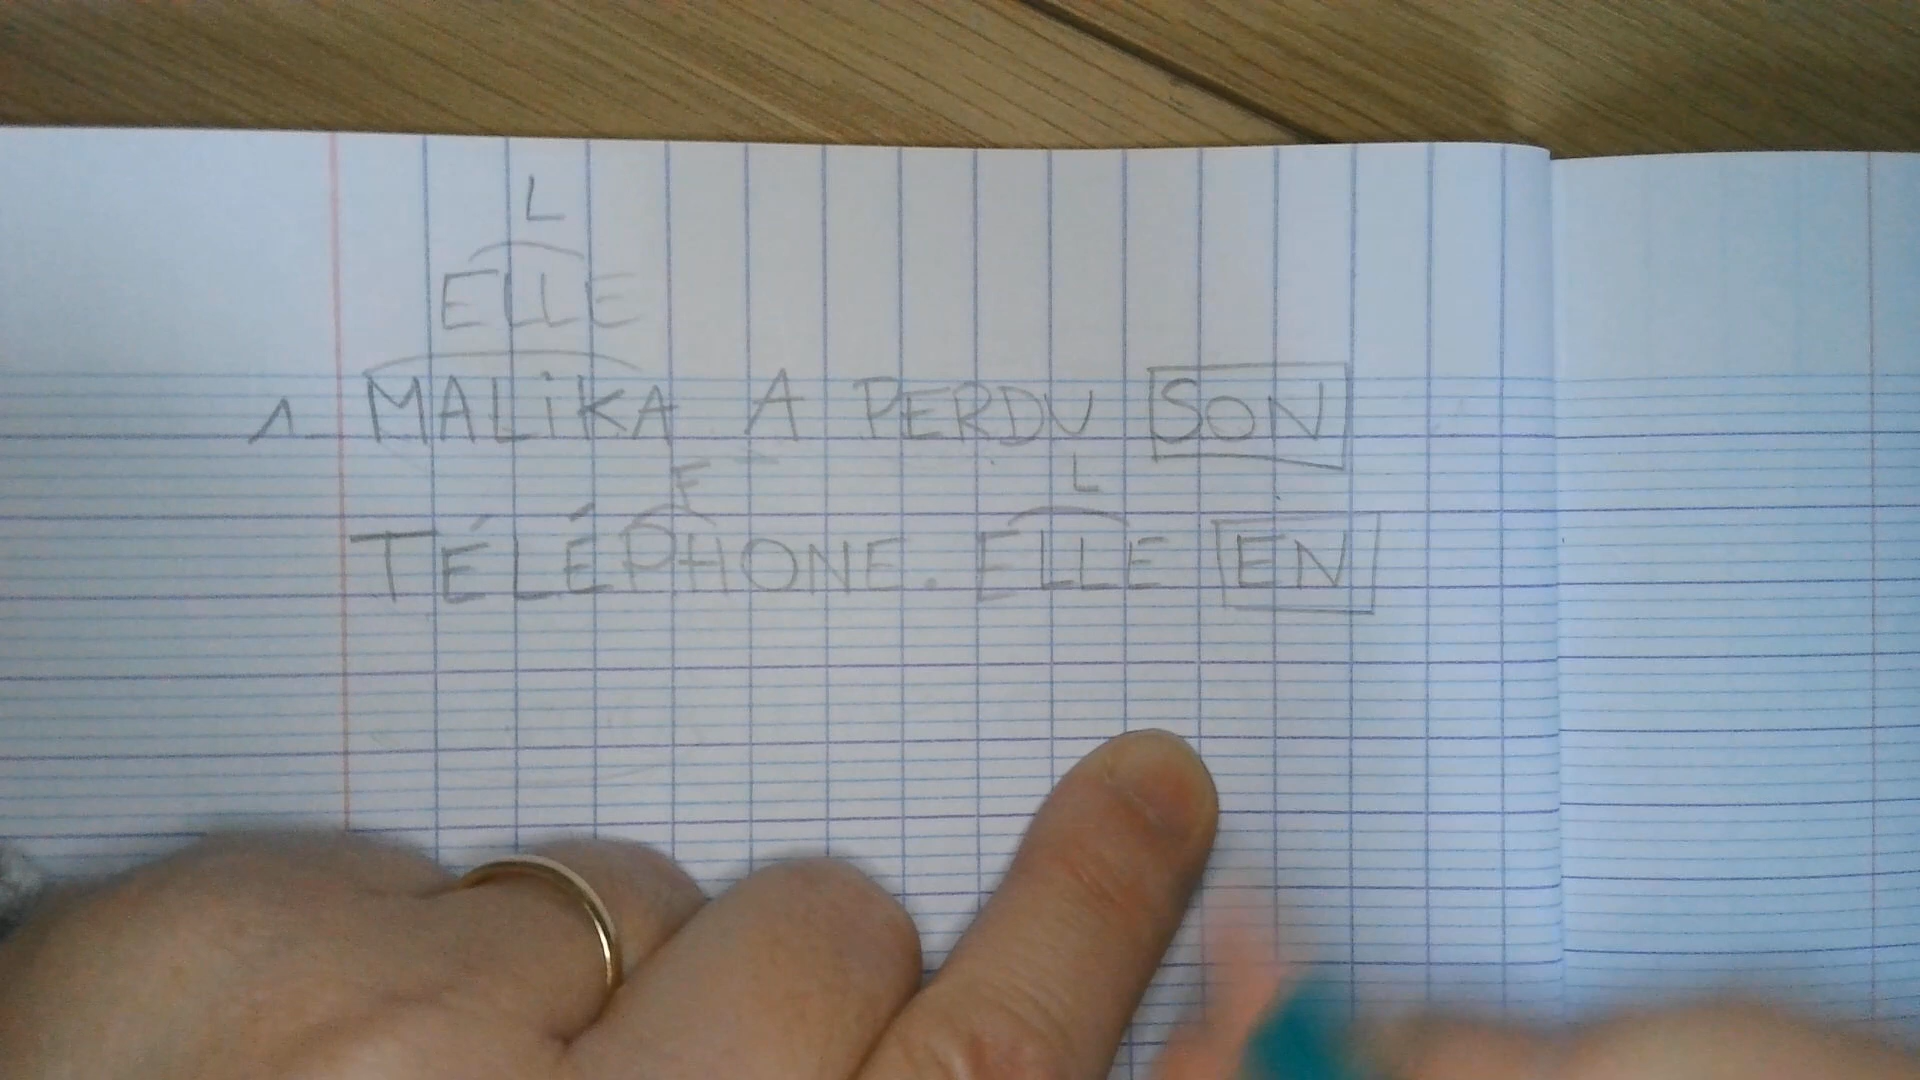 L
ELLE
1 MALiKA A PERDU SON
F L
TÉLÉPHONE. ELLE EN